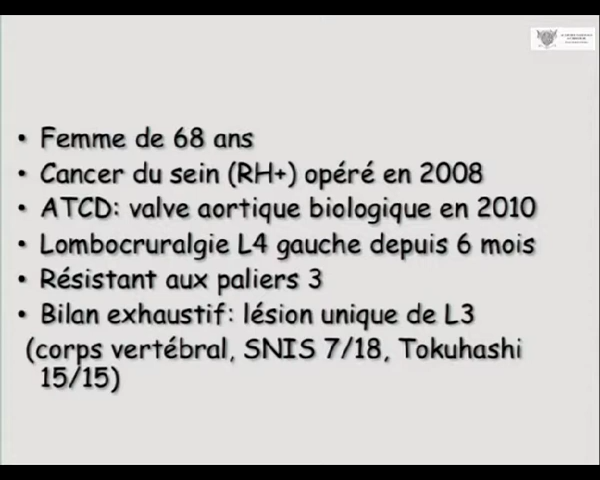 • Femme de 68 ans
• Cancer du sein (RH+) opéré en 2008
• ATCD: valve aortique biologique en 2010
• Lombocruralgie L4 gauche depuis 6 mois
• Résistant aux paliers 3
• Bilan exhaustif: lésion unique de L3
(corps vertébral, SNIS 7/18, Tokuhashi
15/15)